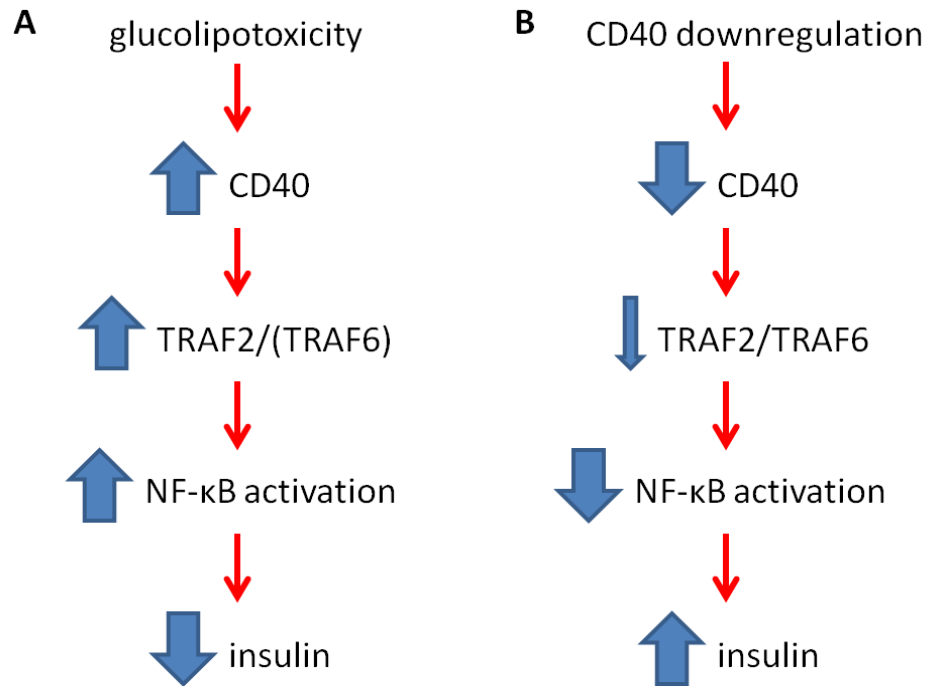 A
glucolipotoxicity
CD40
TRAF2/(TRAF6)
NF-κB activation
insulin
B
CD40 downregulation
CD40
TRAF2/TRAF6
NF-κB activation
insulin